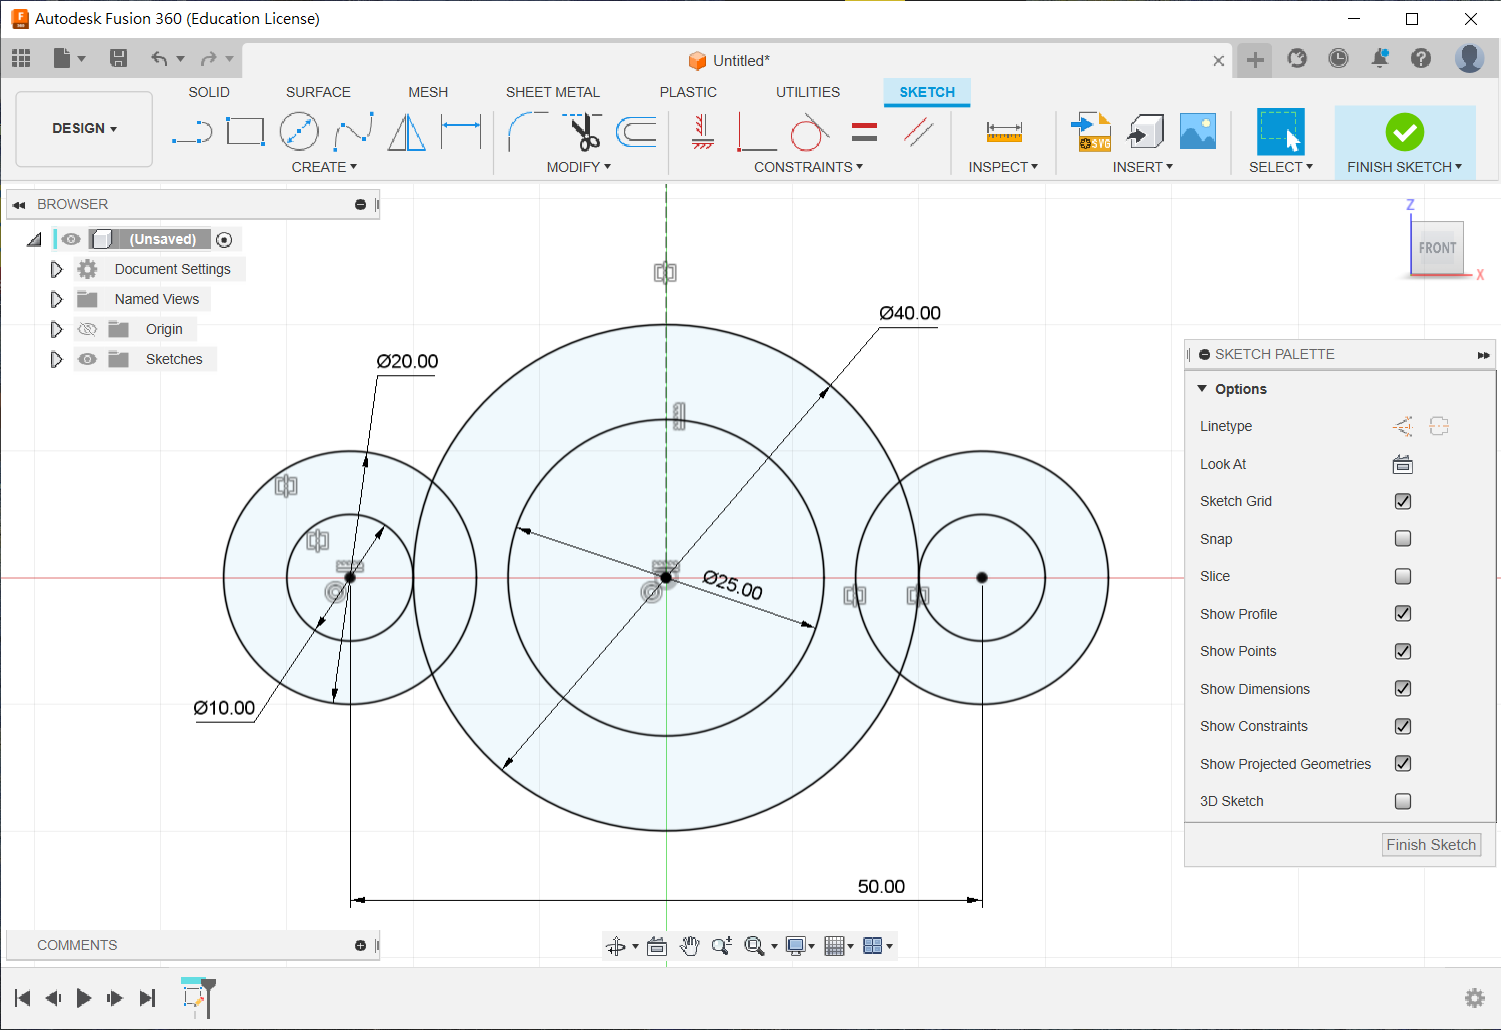 Autodesk Fusion 360 (Education License)
Untitled*
SOLID SURFACE MESH SHEET METAL PLASTIC UTILITIES SKETCH
DESIGN
CREATE MODIFY CONSTRAINTS INSPECT INSERT SELECT FINISH SKETCH
SVG
BROWSER
(Unsaved)
Document Settings
Named Views
Origin
Sketches
Z
FRONT
X
Ø40.00
Ø20.00
Ø25.00
Ø10.00
50.00
SKETCH PALETTE
Options
Linetype
Look At
Sketch Grid
Snap
Slice
Show Profile
Show Points
Show Dimensions
Show Constraints
Show Projected Geometries
3D Sketch
Finish Sketch
COMMENTS